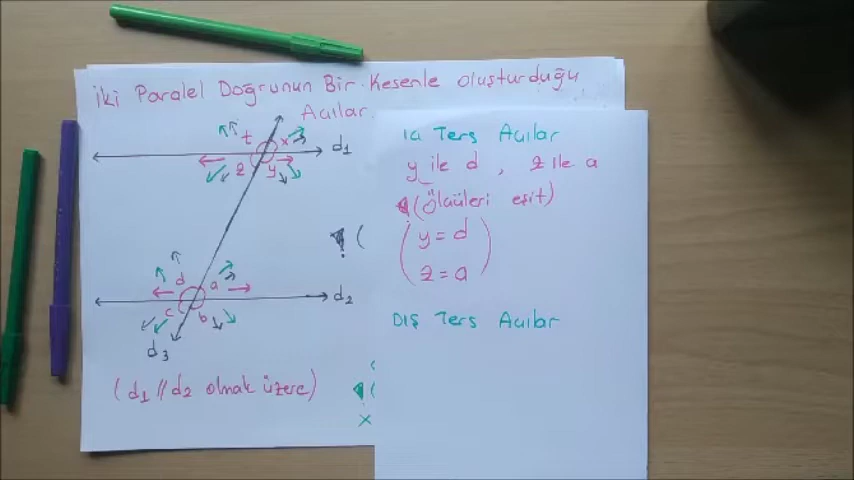 İki Paralel Doğrunun Bir Kesenle oluşturduğu
Açılar.
t
x
d1
z
y
d
a
d2
c
b
d3
(d1 // d2 olmak üzere)
!
(
(
x
İç Ters Açılar
y ile d , z ile a
(Ölçüleri eşit)
(y = d
z = a)
Dış Ters Açılar